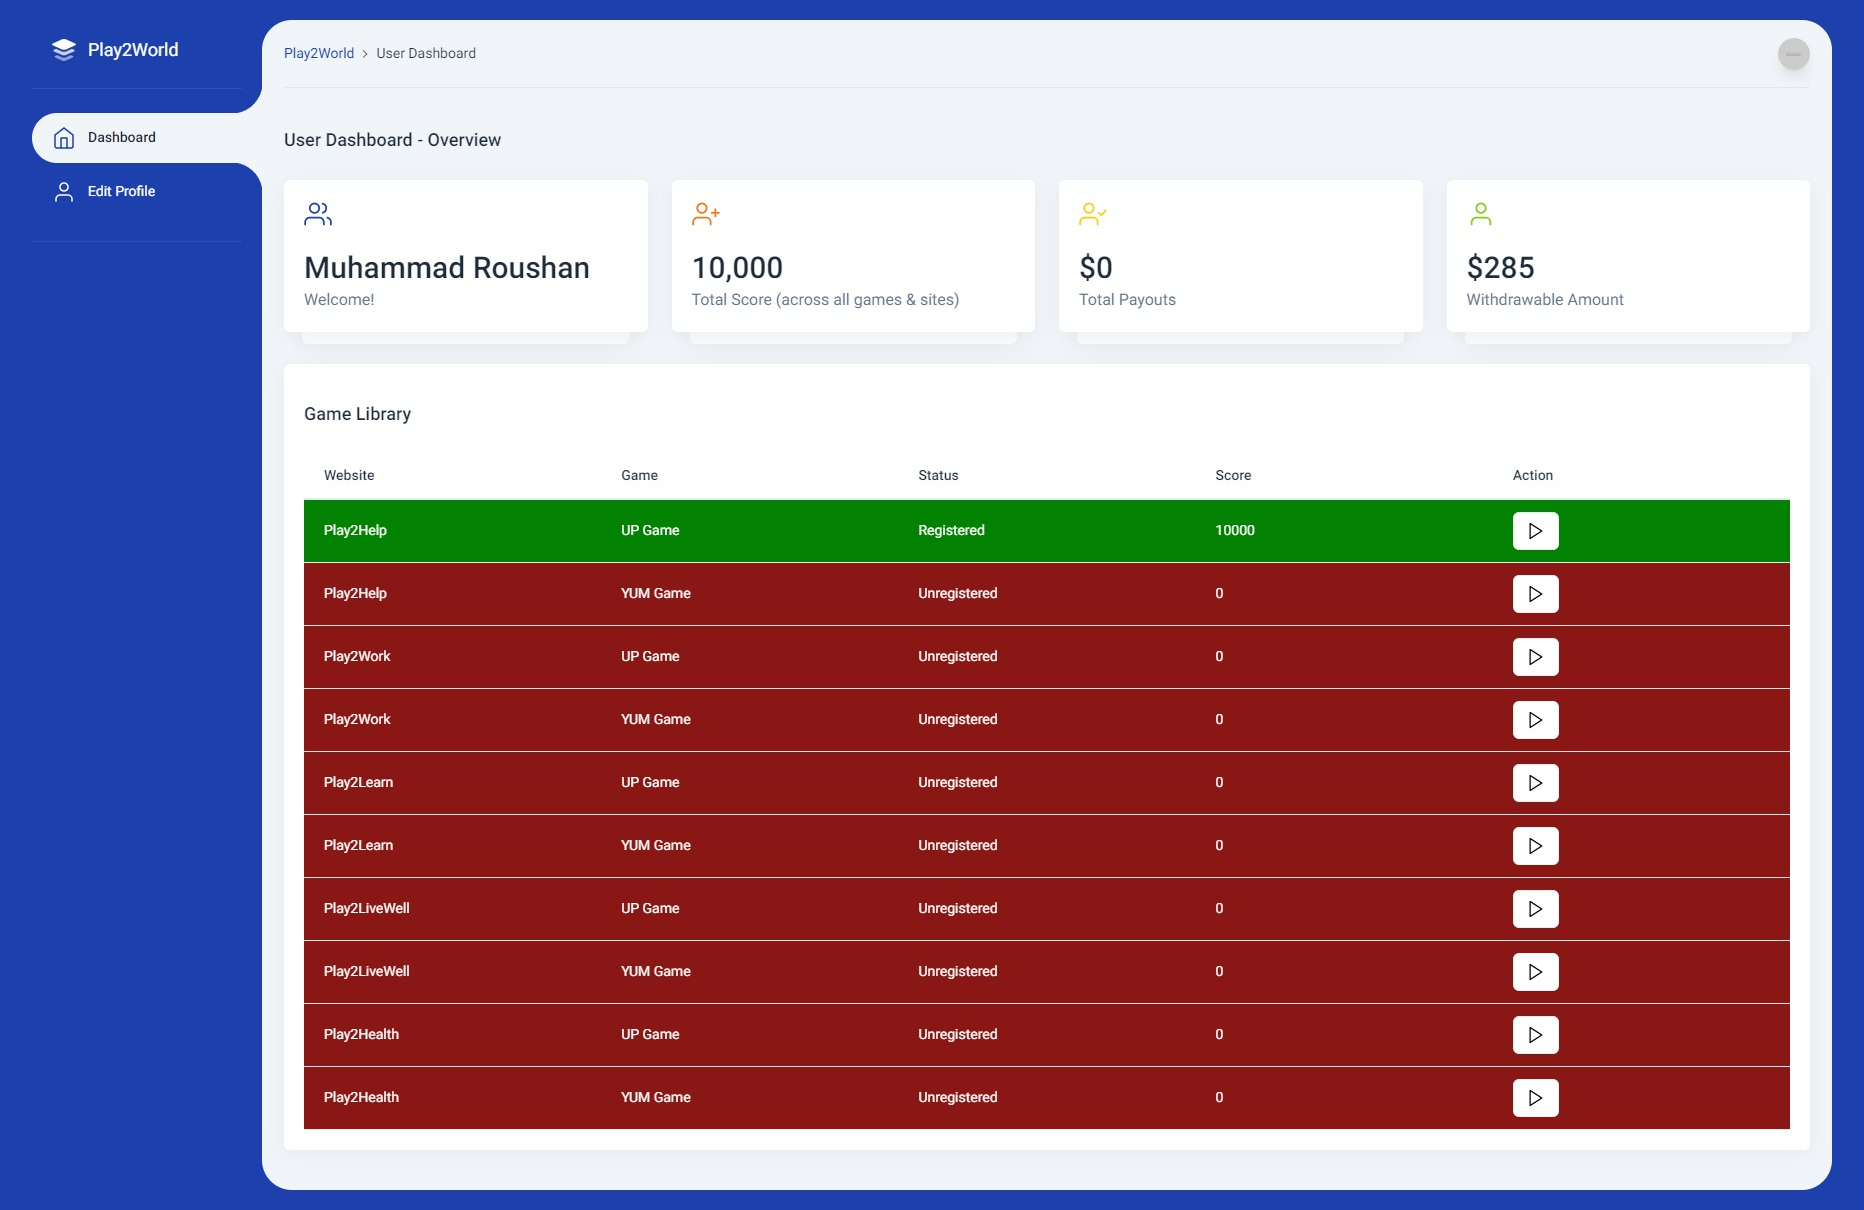 Play2World
Dashboard
Edit Profile
Play2World > User Dashboard
User Dashboard - Overview
Muhammad Roushan
Welcome!
10,000
Total Score (across all games & sites)
$0
Total Payouts
$285
Withdrawable Amount
Game Library
Website Game Status Score Action
Play2Help UP Game Registered 10000
Play2Help YUM Game Unregistered 0
Play2Work UP Game Unregistered 0
Play2Work YUM Game Unregistered 0
Play2Learn UP Game Unregistered 0
Play2Learn YUM Game Unregistered 0
Play2LiveWell UP Game Unregistered 0
Play2LiveWell YUM Game Unregistered 0
Play2Health UP Game Unregistered 0
Play2Health YUM Game Unregistered 0